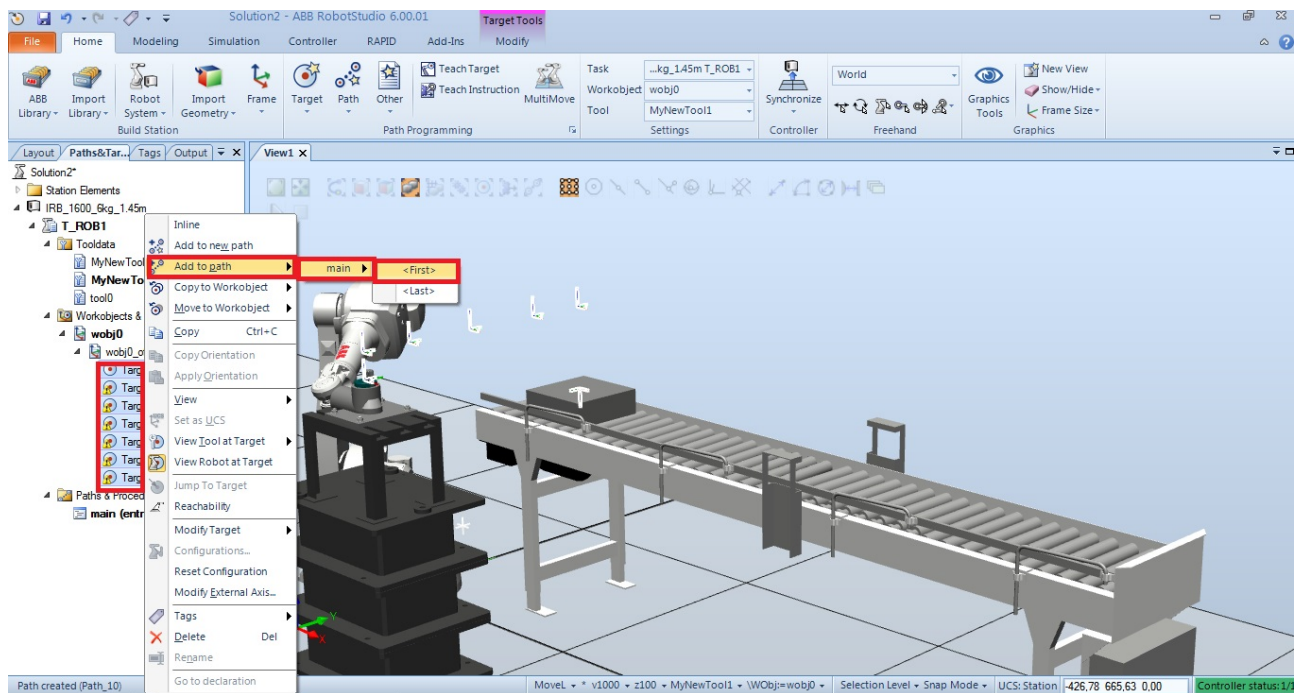 Solution2 - ABB RobotStudio 6.00.01
Target Tools
File Home Modeling Simulation Controller RAPID Add-Ins Modify
ABB Library
Import Library
Robot System
Import Geometry
Frame
Target
Path
Other
Teach Target
Teach Instruction
MultiMove
Task ...kg_1.45m T_ROB1
Workobject wobj0
Tool MyNewTool1
Synchronize
World
Graphics Tools
New View
Show/Hide
Frame Size
Build Station Path Programming Settings Controller Freehand Graphics
Layout Paths&Tar... Tags Output View1
Solution2*
Station Elements
IRB_1600_6kg_1.45m
T_ROB1
Tooldata
MyNewTool
MyNewTo
tool0
Workobjects &
wobj0
wobj0_o
Targ
Targ
Targ
Targ
Targ
Targ
Targ
Paths & Proced
main (entr
Inline
Add to new path
Add to path main <First>
<Last>
Copy to Workobject
Move to Workobject
Copy Ctrl+C
Copy Orientation
Apply Orientation
View
Set as UCS
View Tool at Target
View Robot at Target
Jump To Target
Reachability
Modify Target
Configurations...
Reset Configuration
Modify External Axis...
Tags
Delete Del
Rename
Go to declaration
Y
X
Path created (Path_10) MoveL * v1000 z100 MyNewTool1 \WObj:=wobj0 Selection Level Snap Mode UCS: Station -426,78 665,63 0,00 Controller status: 1/1